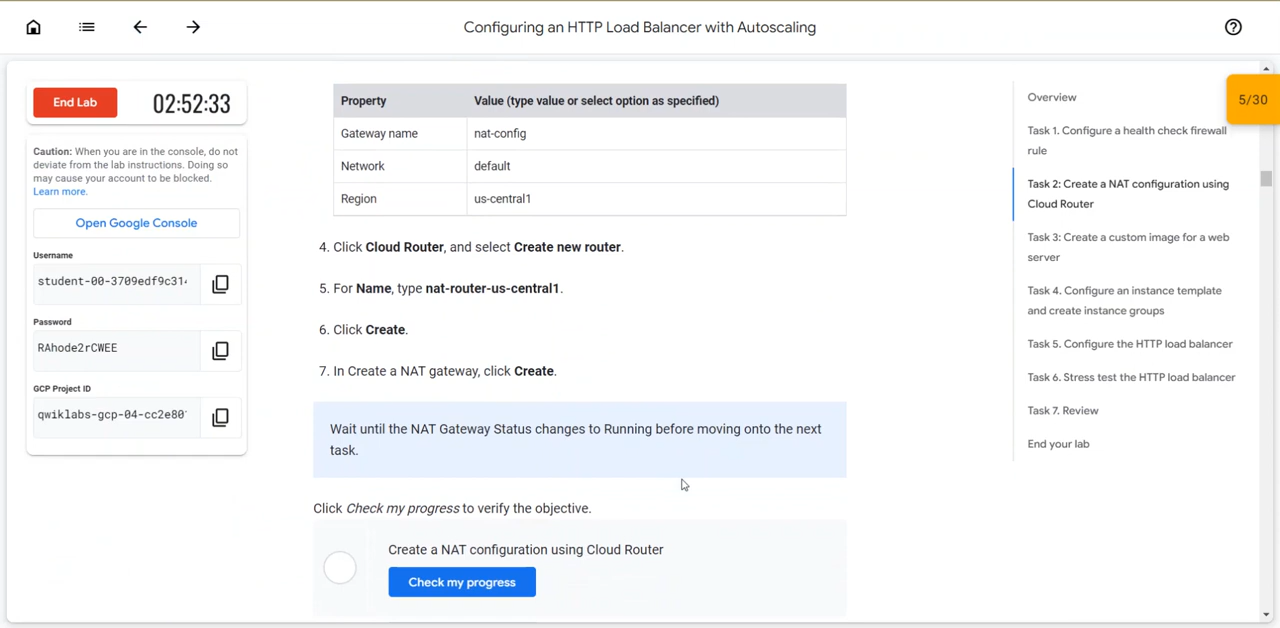 Configuring an HTTP Load Balancer with Autoscaling
End Lab
02:52:33
5/30
Caution: When you are in the console, do not
deviate from the lab instructions. Doing so
may cause your account to be blocked.
Learn more.
Open Google Console
Username
student-00-3709edf9c314
Password
RAhode2rCWEE
GCP Project ID
qwiklabs-gcp-04-cc2e80
Property Value (type value or select option as specified)
Gateway name nat-config
Network default
Region us-central1
4. Click Cloud Router, and select Create new router.
5. For Name, type nat-router-us-central1.
6. Click Create.
7. In Create a NAT gateway, click Create.
Wait until the NAT Gateway Status changes to Running before moving onto the next
task.
Click Check my progress to verify the objective.
Create a NAT configuration using Cloud Router
Check my progress
Overview
Task 1. Configure a health check firewall
rule
Task 2: Create a NAT configuration using
Cloud Router
Task 3: Create a custom image for a web
server
Task 4. Configure an instance template
and create instance groups
Task 5. Configure the HTTP load balancer
Task 6. Stress test the HTTP load balancer
Task 7. Review
End your lab